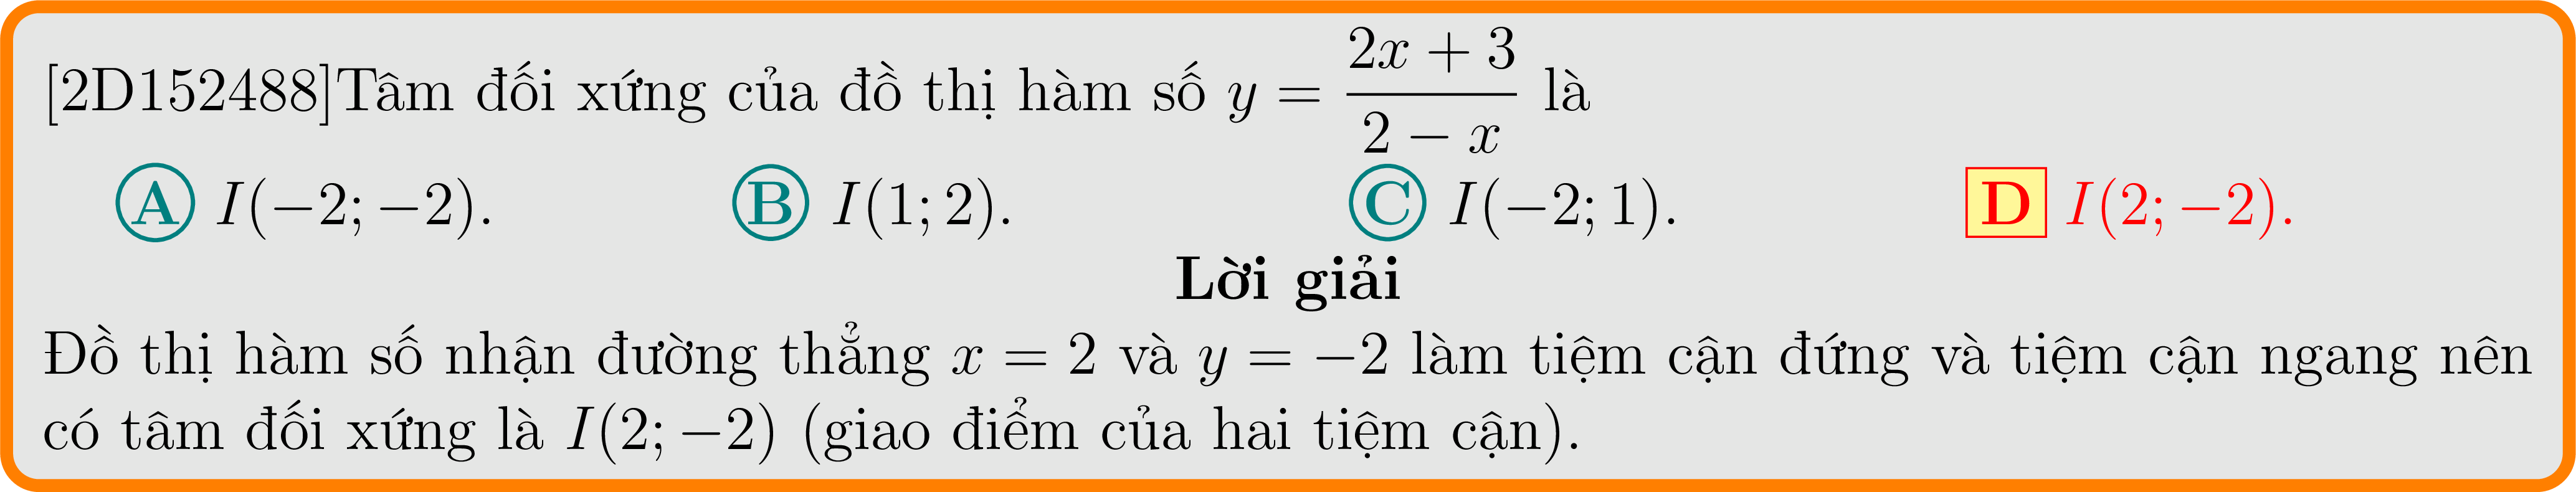 [2D152488]Tâm đối xứng của đồ thị hàm số y = \frac{2x + 3}{2 − x} là
A I(−2; −2). B I(1; 2). C I(−2; 1). D I(2; −2).
Lời giải
Đồ thị hàm số nhận đường thẳng x = 2 và y = −2 làm tiệm cận đứng và tiệm cận ngang nên
có tâm đối xứng là I(2; −2) (giao điểm của hai tiệm cận).